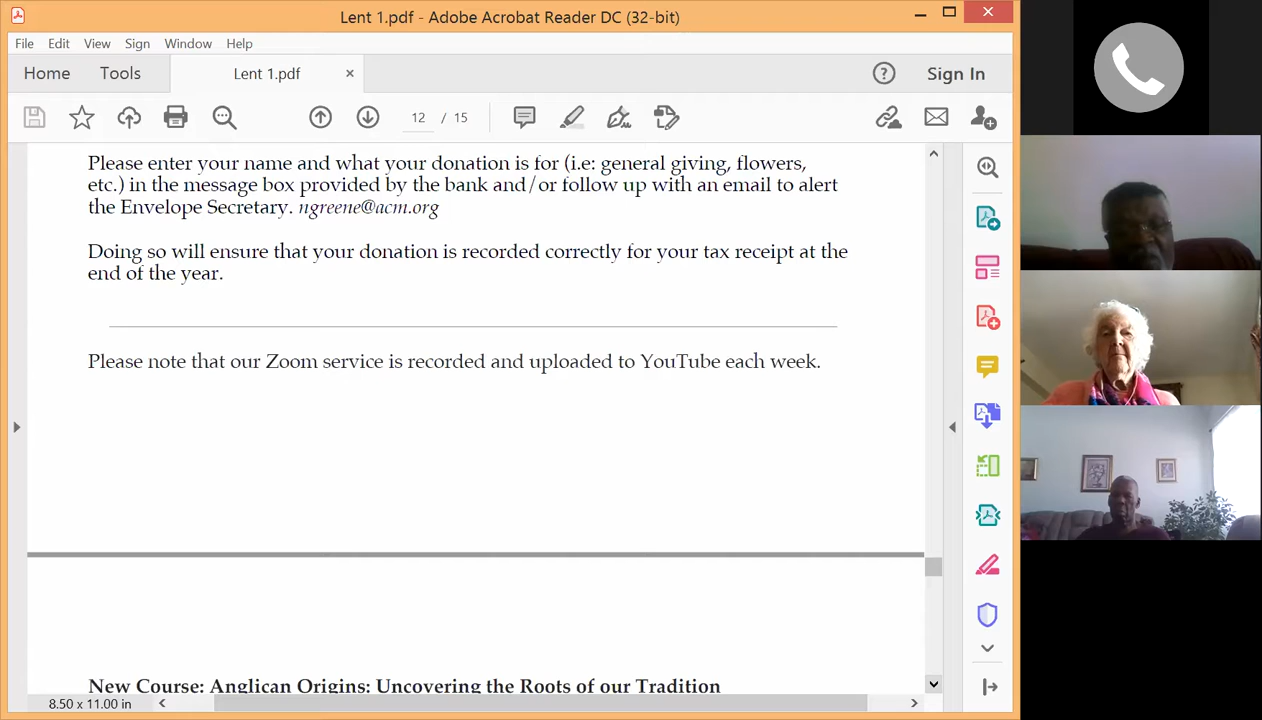 Lent 1.pdf - Adobe Acrobat Reader DC (32-bit)
File Edit View Sign Window Help
Home Tools Lent 1.pdf × ? Sign In
12 / 15
Please enter your name and what your donation is for (i.e: general giving, flowers,
etc.) in the message box provided by the bank and/or follow up with an email to alert
the Envelope Secretary. ngreene@acm.org
Doing so will ensure that your donation is recorded correctly for your tax receipt at the
end of the year.
Please note that our Zoom service is recorded and uploaded to YouTube each week.
New Course: Anglican Origins: Uncovering the Roots of our Tradition
8.50 x 11.00 in